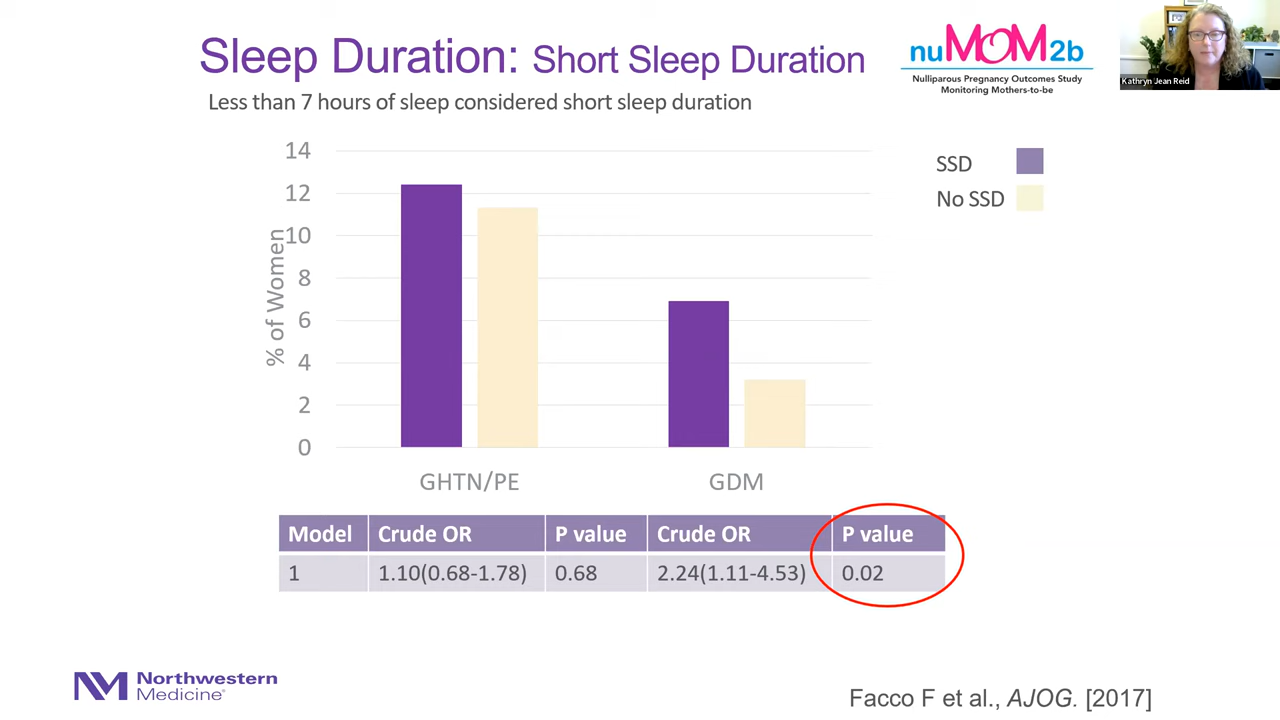 Sleep Duration: Short Sleep Duration
Less than 7 hours of sleep considered short sleep duration
nuMOM2b
Nulliparous Pregnancy Outcomes Study
Monitoring Mothers-to-be
Kathryn Jean Reid
% of Women
14
12
10
8
6
4
2
0
GHTN/PE GDM
SSD
No SSD
Model Crude OR P value Crude OR P value
1 1.10(0.68-1.78) 0.68 2.24(1.11-4.53) 0.02
NM Northwestern
Medicine®
Facco F et al., AJOG. [2017]